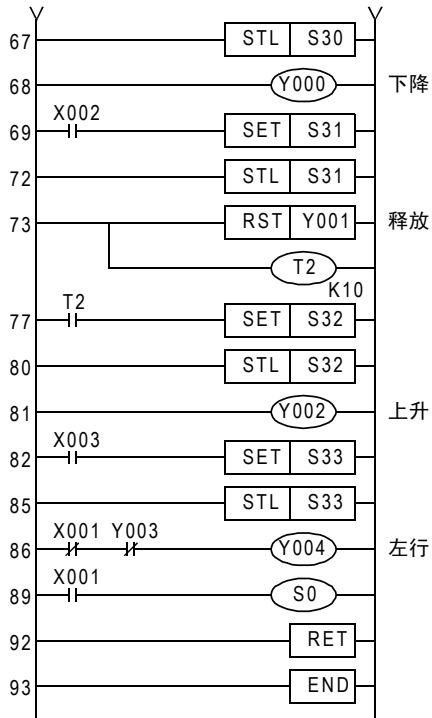 67 STL S30
68 Y000 下降
X002
69 SET S31
72 STL S31
73 RST Y001 释放
T2
K10
T2
77 SET S32
80 STL S32
81 Y002 上升
X003
82 SET S33
85 STL S33
X001 Y003
86 Y004 左行
X001
89 S0
92 RET
93 END